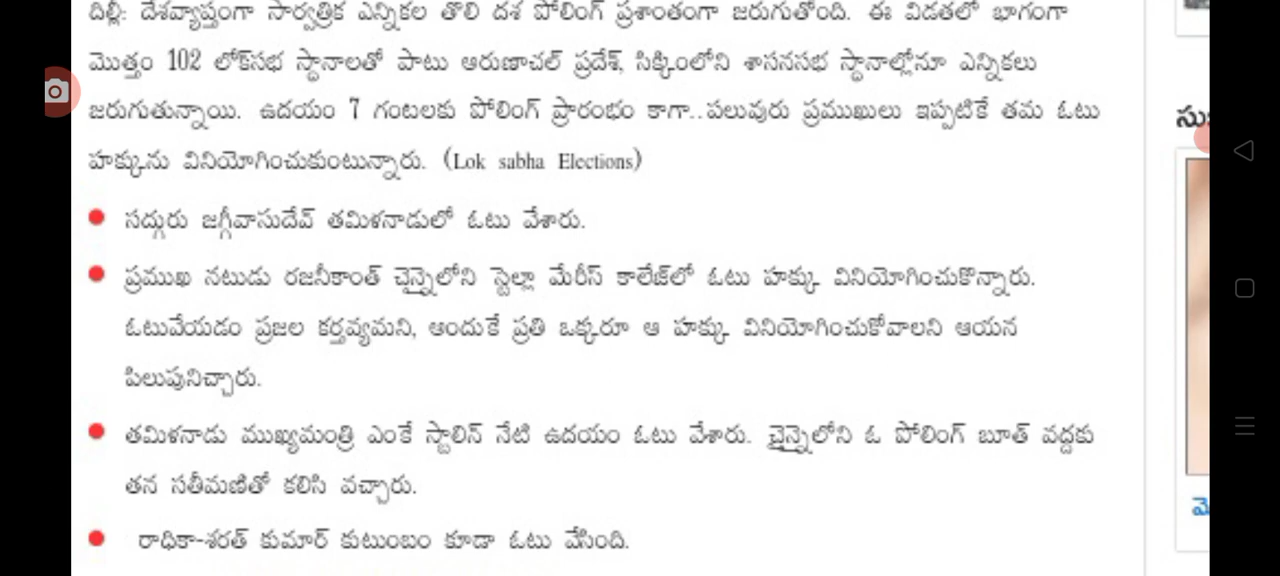 దిల్లీ: దేశవ్యాప్తంగా సార్వత్రిక ఎన్నికల తొలి దశ పోలింగ్ ప్రశాంతంగా జరుగుతోంది. ఈ విడతలో భాగంగా
మొత్తం 102 లోక్‌సభ స్థానాలతో పాటు అరుణాచల్ ప్రదేశ్, సిక్కింలోని శాసనసభ స్థానాల్లోనూ ఎన్నికలు
జరుగుతున్నాయి. ఉదయం 7 గంటలకు పోలింగ్ ప్రారంభం కాగా..పలువురు ప్రముఖులు ఇప్పటికే తమ ఓటు
హక్కును వినియోగించుకుంటున్నారు. (Lok sabha Elections)
సద్గురు జగ్గీవాసుదేవ్ తమిళనాడులో ఓటు వేశారు.
ప్రముఖ నటుడు రజనీకాంత్ చెన్నైలోని స్టెల్లా మేరీస్ కాలేజ్‌లో ఓటు హక్కు వినియోగించుకొన్నారు.
ఓటువేయడం ప్రజల కర్తవ్యమని, అందుకే ప్రతి ఒక్కరూ ఆ హక్కు వినియోగించుకోవాలని ఆయన
పిలుపునిచ్చారు.
తమిళనాడు ముఖ్యమంత్రి ఎంకే స్టాలిన్ నేటి ఉదయం ఓటు వేశారు. చైన్నైలోని ఓ పోలింగ్ బూత్ వద్దకు
తన సతీమణితో కలిసి వచ్చారు.
రాధికా-శరత్ కుమార్ కుటుంబం కూడా ఓటు వేసింది.